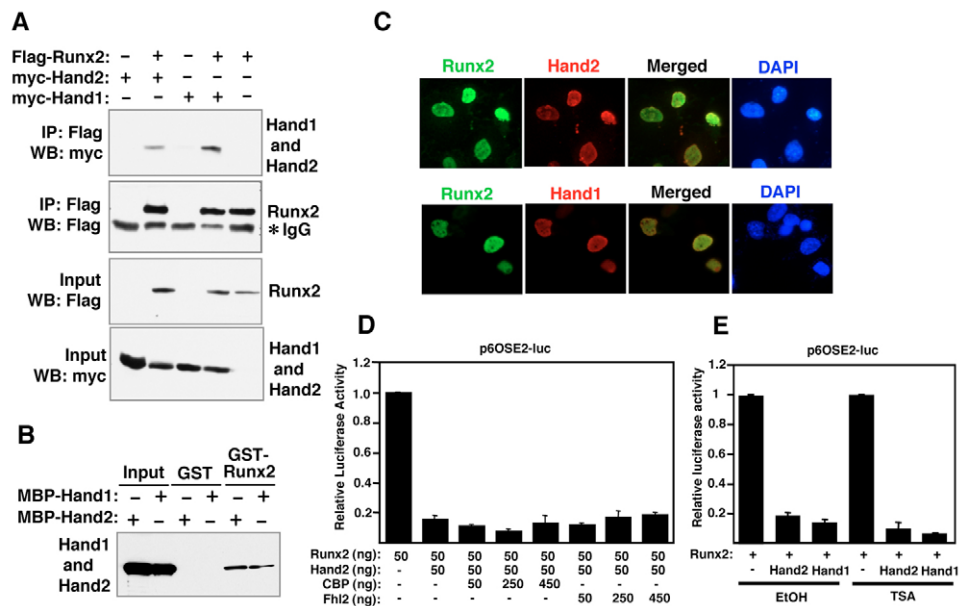 A
Flag-Runx2: – + – + +
myc-Hand2: + + – – –
myc-Hand1: – – + + –
IP: Flag
WB: myc
Hand1
and
Hand2
IP: Flag
WB: Flag
Runx2
* IgG
Input
WB: Flag
Runx2
Input
WB: myc
Hand1
and
Hand2
B
Input GST GST-
Runx2
MBP-Hand1: – + – + – +
MBP-Hand2: + – + – + –
Hand1
and
Hand2
C
Runx2 Hand2 Merged DAPI
Runx2 Hand1 Merged DAPI
D
p6OSE2-luc
Relative Luciferase Activity
1.2
1
0.8
0.6
0.4
0.2
Runx2 (ng): 50 50 50 50 50 50 50 50
Hand2 (ng): - 50 50 50 50 50 50 50
CBP (ng) - - 50 250 450 - - -
Fhl2 (ng) - - - - - 50 250 450
E
p6OSE2-luc
Relative Luciferase activity
1.2
1
0.8
0.6
0.4
0.2
Runx2: + + + + + +
- Hand2 Hand1 - Hand2 Hand1
EtOH TSA